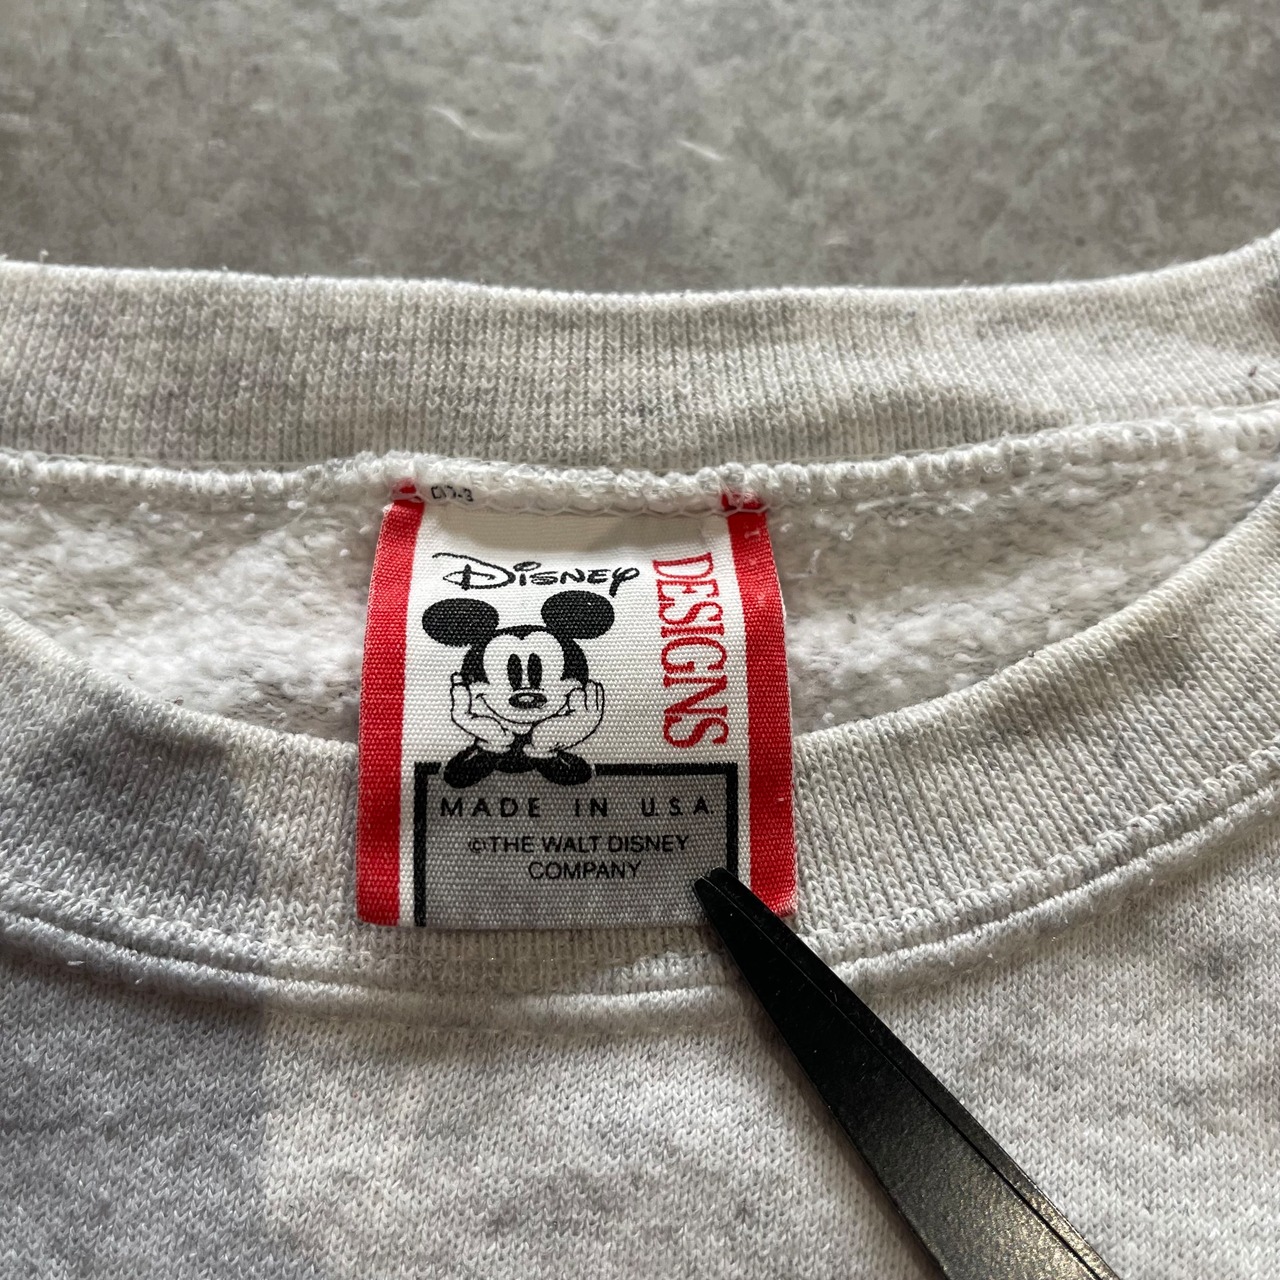 DISNEY
DESIGNS
MADE IN U.S.A.
©THE WALT DISNEY
COMPANY